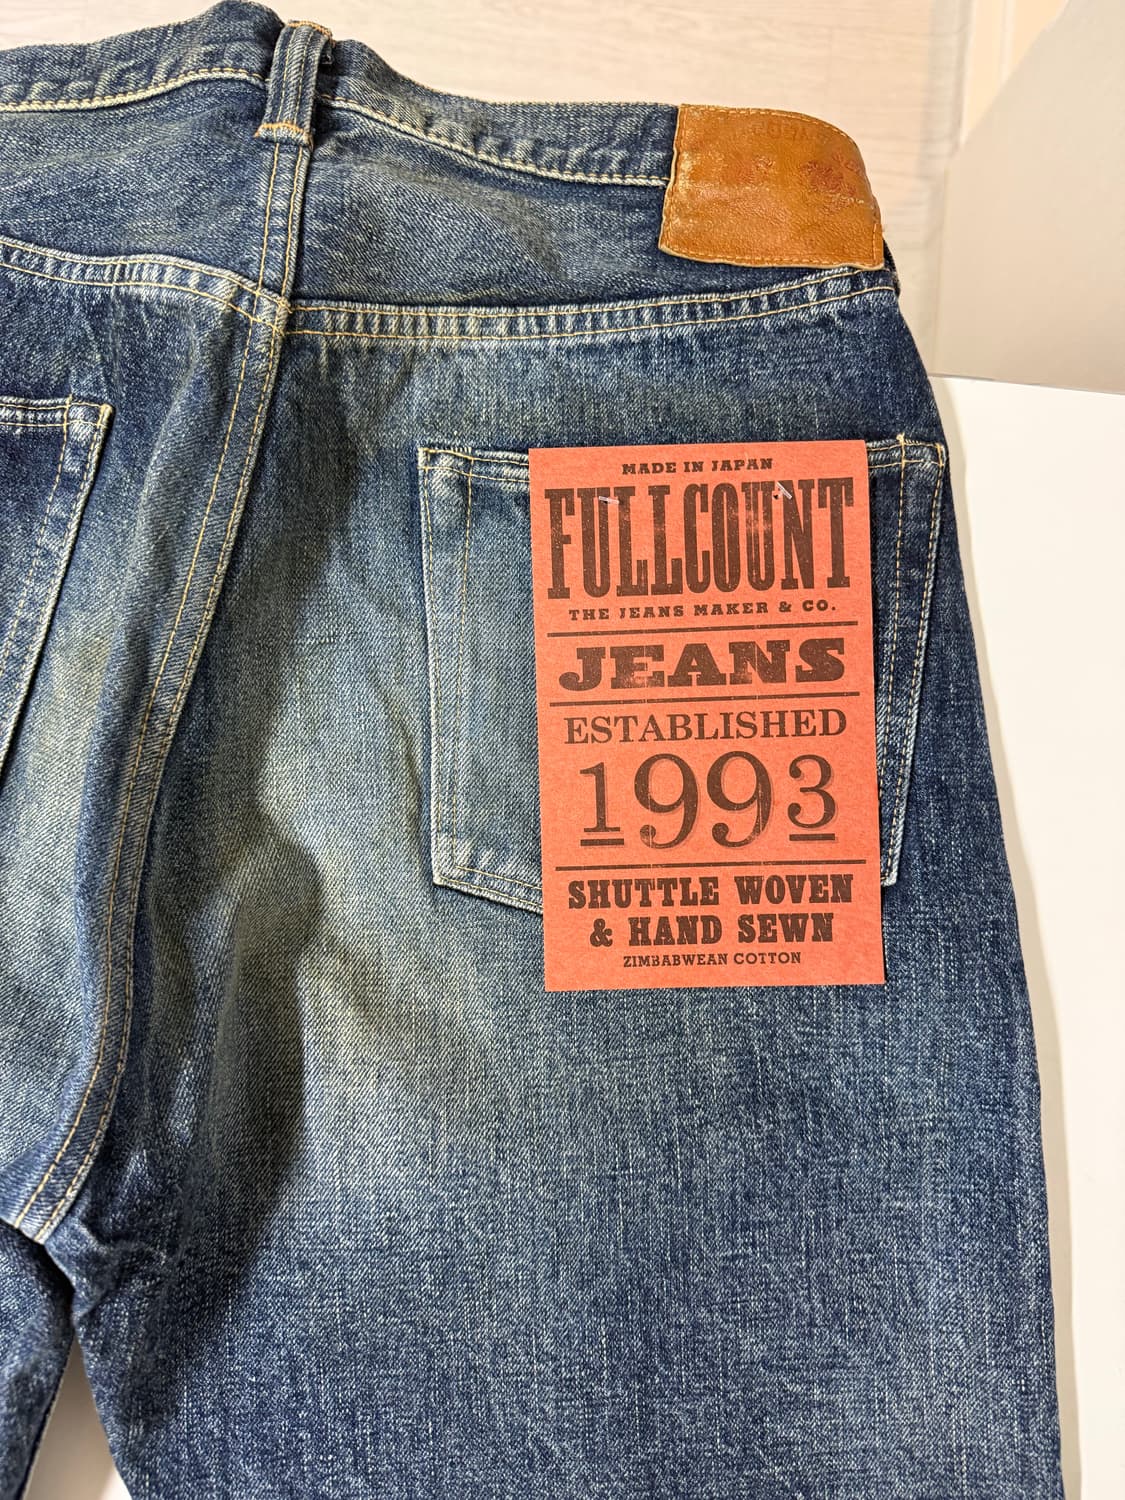 MADE IN JAPAN
FULLCOUNT
THE JEANS MAKER & CO.
JEANS
ESTABLISHED
1993
SHUTTLE WOVEN
& HAND SEWN
ZIMBABWEAN COTTON